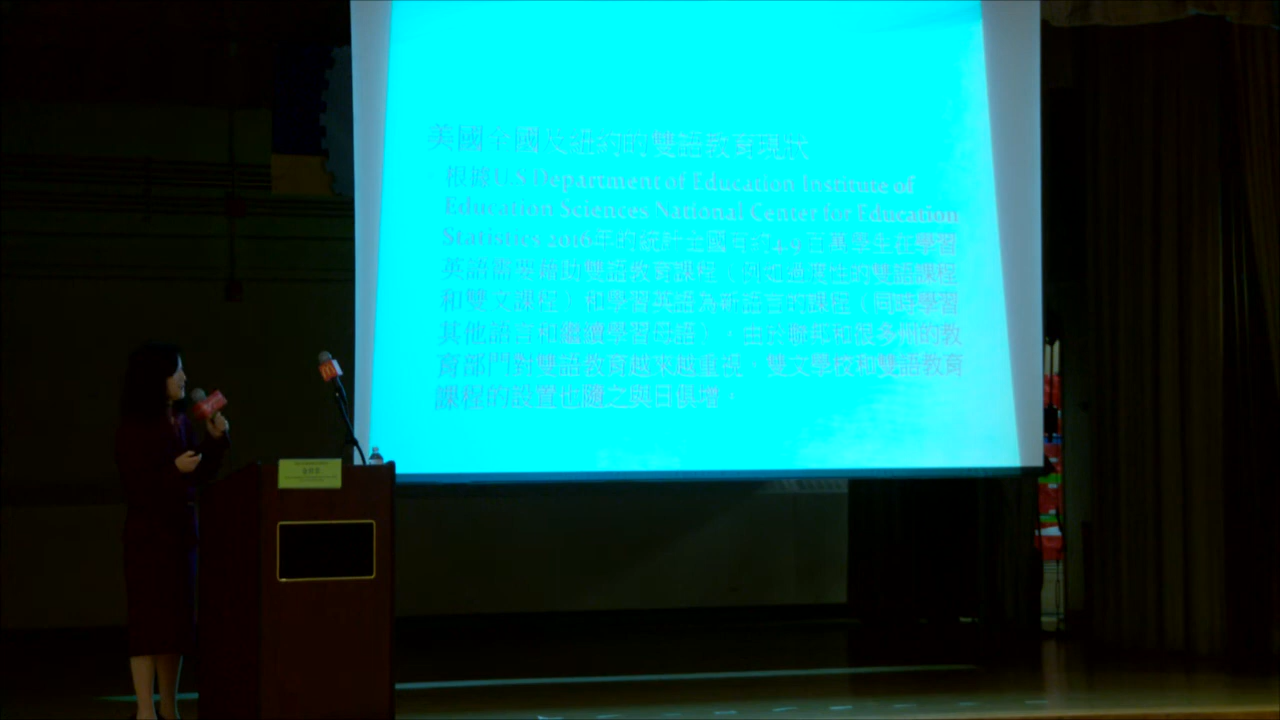 美國全國及紐約的雙語教育現狀
根據U.S Department of Education Institute of
Education Sciences National Center for Education
Statistics 2016年的統計全國有約4.9百萬學生在學習
英語需要借助雙語教育課程（例如過渡性的雙語課程
和雙文課程）和學習英語為新語言的課程（同時學習
其他語言和繼續學習母語）。由於聯邦和很多州的教
育部門對雙語教育越來越重視、雙文學校和雙語教育
課程的設置也隨之與日俱增。